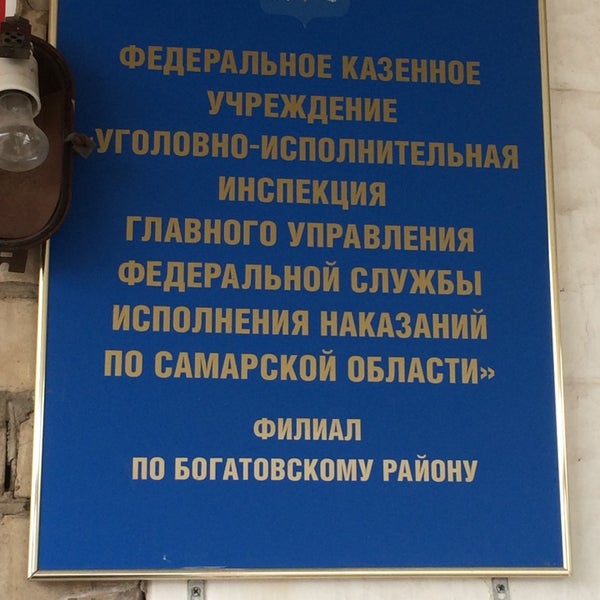 ФЕДЕРАЛЬНОЕ КАЗЕННОЕ
УЧРЕЖДЕНИЕ
УГОЛОВНО-ИСПОЛНИТЕЛЬНАЯ
ИНСПЕКЦИЯ
ГЛАВНОГО УПРАВЛЕНИЯ
ФЕДЕРАЛЬНОЙ СЛУЖБЫ
ИСПОЛНЕНИЯ НАКАЗАНИЙ
ПО САМАРСКОЙ ОБЛАСТИ»
ФИЛИАЛ
ПО БОГАТОВСКОМУ РАЙОНУ